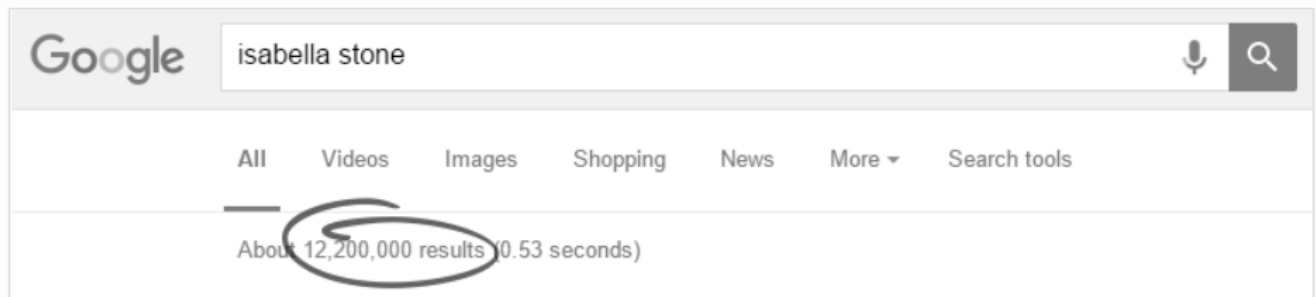 Google isabella stone
All Videos Images Shopping News More Search tools
About 12,200,000 results (0.53 seconds)